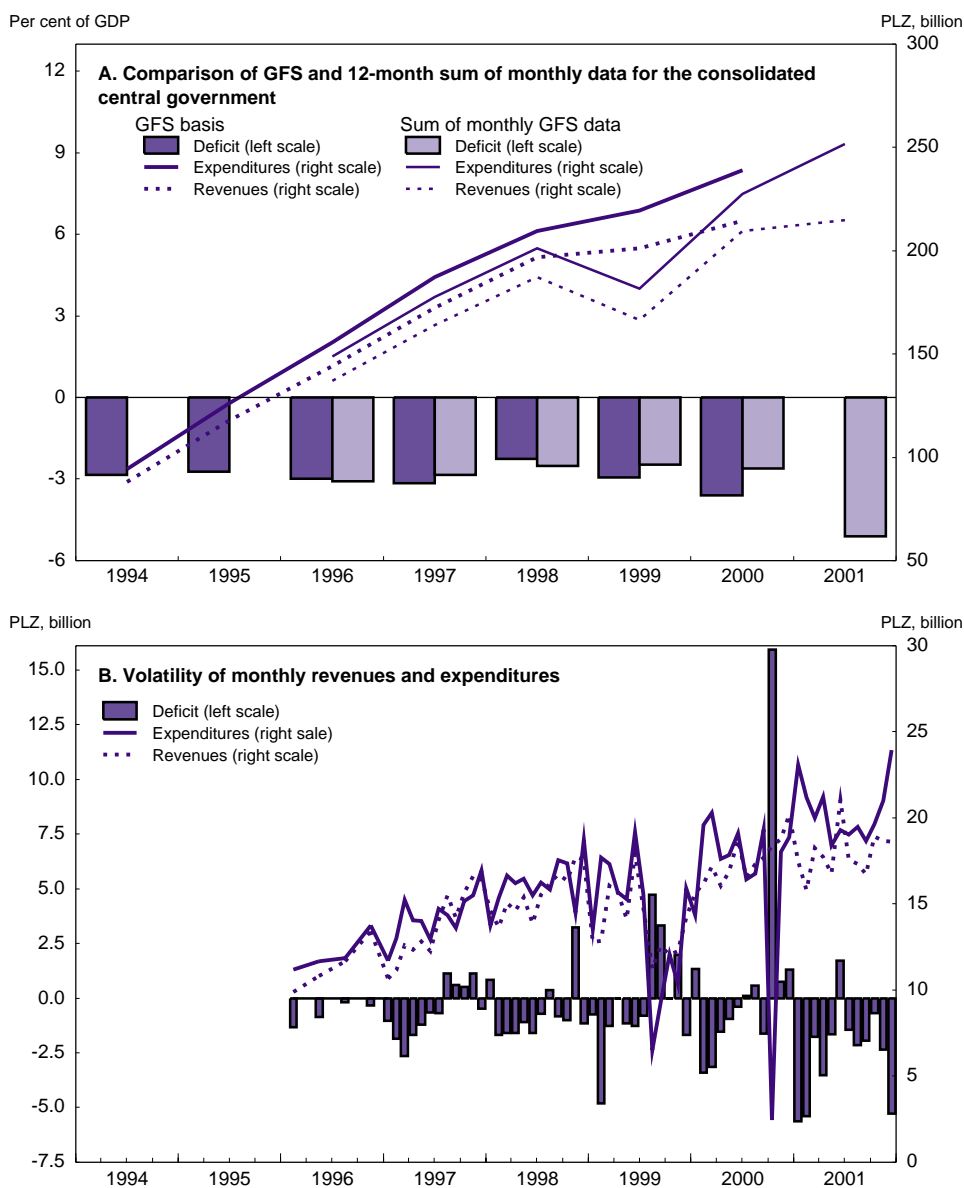 Per cent of GDP
PLZ, billion
A. Comparison of GFS and 12-month sum of monthly data for the consolidated
central government
GFS basis
Deficit (left scale)
Expenditures (right scale)
Revenues (right scale)
Sum of monthly GFS data
Deficit (left scale)
Expenditures (right scale)
Revenues (right scale)
12
9
6
3
0
-3
-6
300
250
200
150
100
50
1994 1995 1996 1997 1998 1999 2000 2001
PLZ, billion
PLZ, billion
B. Volatility of monthly revenues and expenditures
Deficit (left scale)
Expenditures (right sale)
Revenues (right scale)
15.0
12.5
10.0
7.5
5.0
2.5
0.0
-2.5
-5.0
-7.5
30
25
20
15
10
5
0
1994 1995 1996 1997 1998 1999 2000 2001